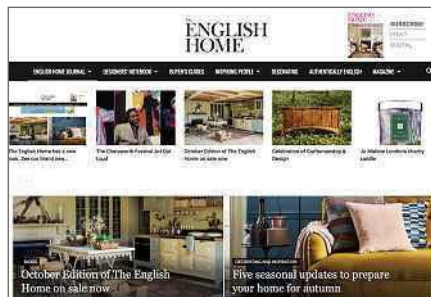 THE
ENGLISH
HOME
SUBSCRIBE
PRINT
DIGITAL
ENGLISH HOME JOURNAL
DESIGNERS' NOTEBOOK
BUYER'S GUIDES
INSPIRING PEOPLE
DECORATING
AUTHENTICALLY ENGLISH
MAGAZINE
The English Home has a new
look. See our brand new...
The Chatsworth Festival Art Out
Loud
October Edition of The English
Home on sale now
Celebration of Craftsmanship &
Design
Jo Malone London's
candle
October Edition of The English
Home on sale now
DECORATING AND INSPIRATION
Five seasonal updates to prepare
your home for autumn